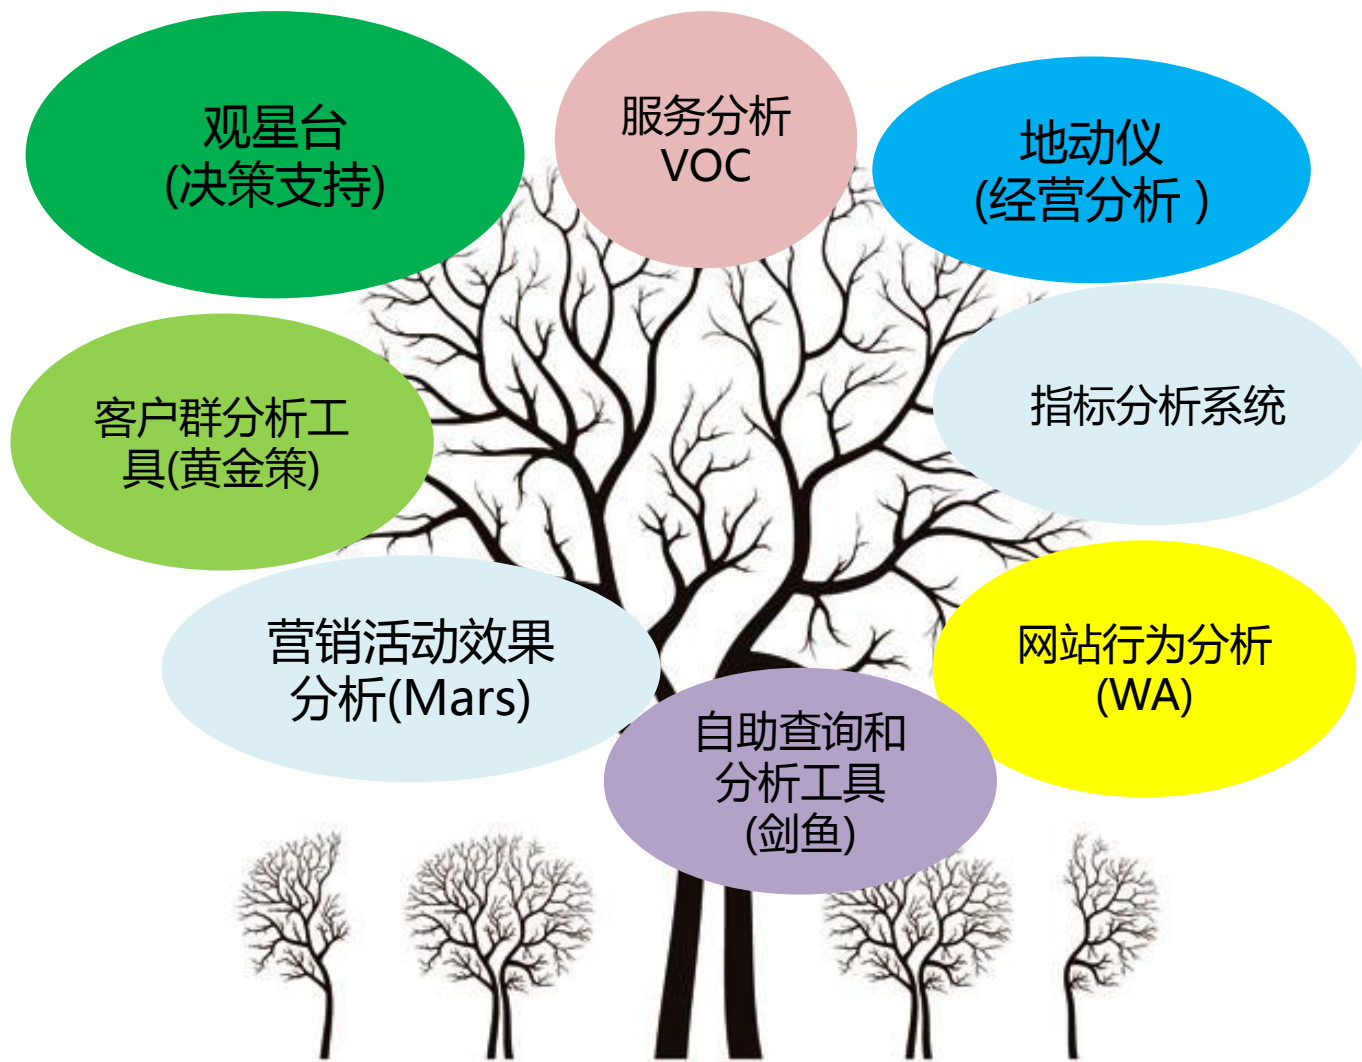 观星台
(决策支持)
服务分析
VOC
地动仪
(经营分析 )
客户群分析工
具(黄金策)
指标分析系统
营销活动效果
分析(Mars)
网站行为分析
(WA)
自助查询和
分析工具
(剑鱼)